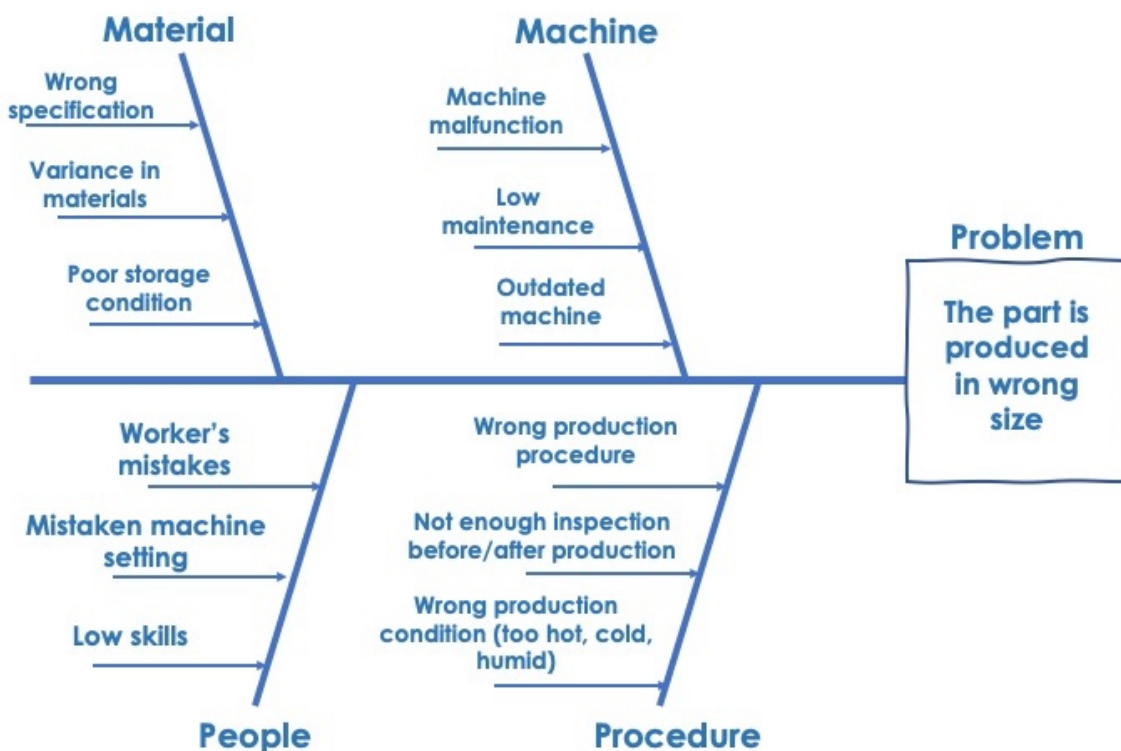 Material
Wrong
specification
Variance in
materials
Poor storage
condition
Machine
Machine
malfunction
Low
maintenance
Outdated
machine
Problem
The part is
produced
in wrong
size
Worker's
mistakes
Mistaken machine
setting
Low skills
People
Wrong production
procedure
Not enough inspection
before/after production
Wrong production
condition (too hot, cold,
humid)
Procedure